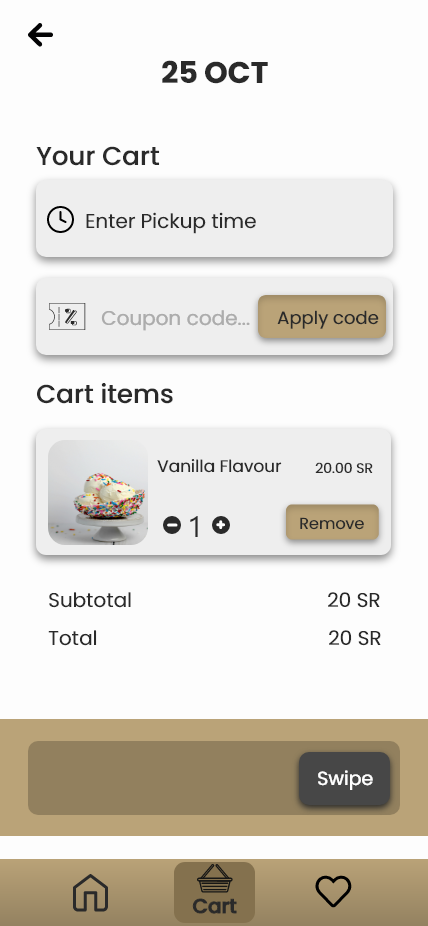 25 OCT
Your Cart
Enter Pickup time
Coupon code... Apply code
Cart items
Vanilla Flavour 20.00 SR
1 Remove
Subtotal 20 SR
Total 20 SR
Swipe
Cart